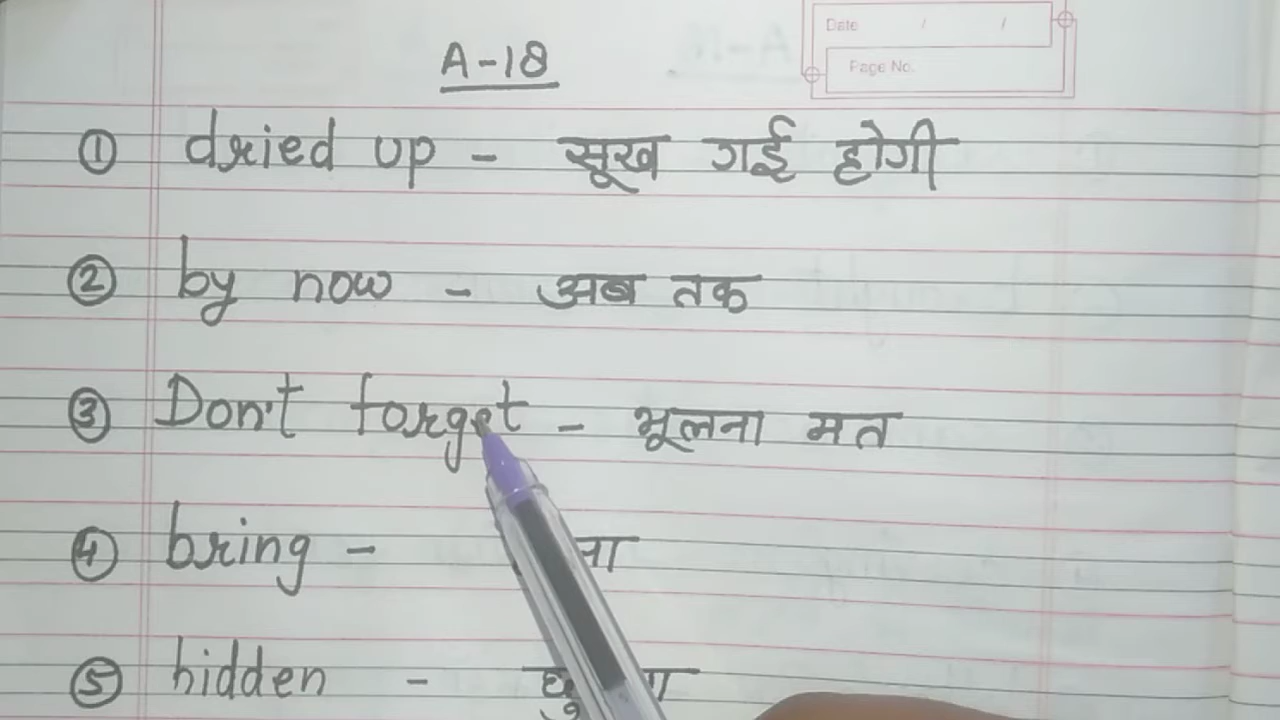 Date / /
Page No.
A-18
① dried up - सूख गई होगी
② by now - अब तक
③ Don't forget - भूलना मत
④ bring -
⑤ hidden -